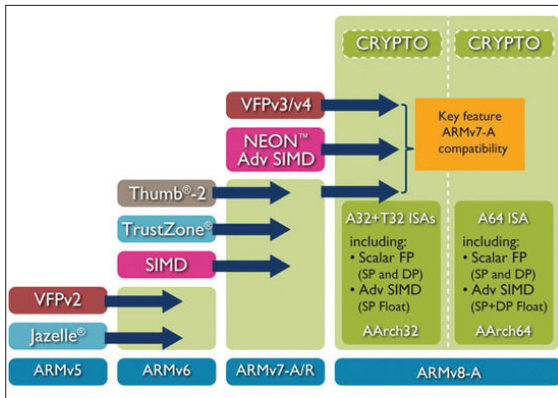 CRYPTO
CRYPTO
VFPv3/v4
Key feature
ARMv7-A
compatibility
NEON™
Adv SIMD
Thumb®-2
A32+T32 ISAs
including:
• Scalar FP
(SP and DP)
• Adv SIMD
(SP Float)
AArch32
A64 ISA
including:
• Scalar FP
(SP and DP)
• Adv SIMD
(SP+DP Float)
AArch64
TrustZone®
SIMD
VFPv2
Jazelle®
ARMv5
ARMv6
ARMv7-A/R
ARMv8-A